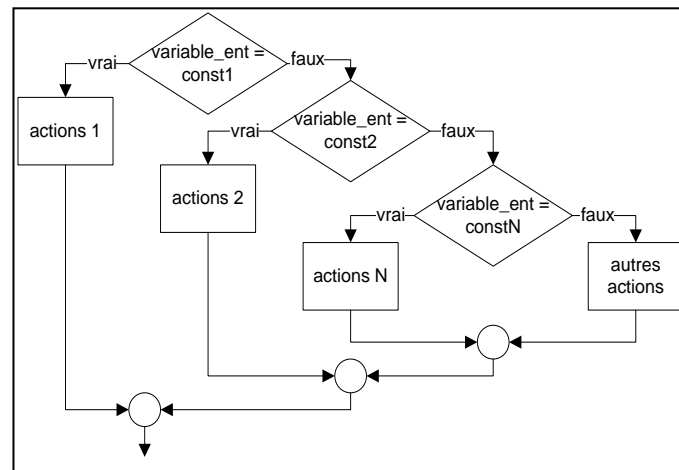 variable_ent =
const1
vrai
faux
actions 1
variable_ent =
const2
vrai
faux
actions 2
variable_ent =
constN
vrai
faux
actions N
autres
actions